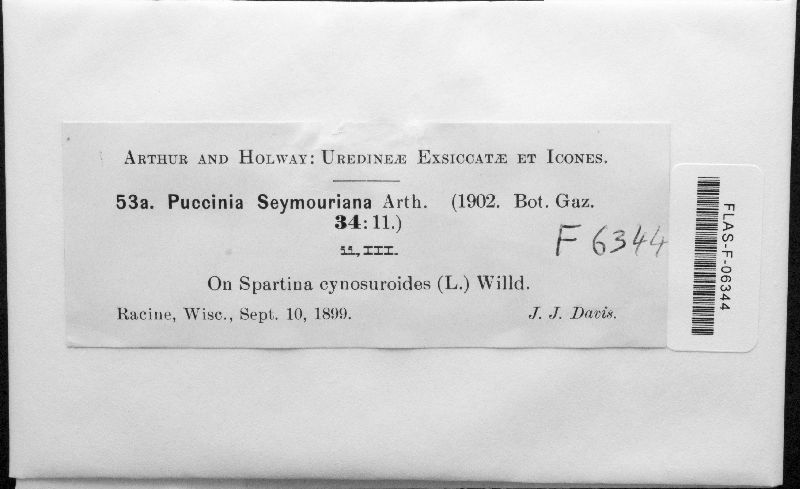 ARTHUR AND HOLWAY: UREDINEÆ EXSICCATÆ ET ICONES.
53a. Puccinia Seymouriana Arth. (1902. Bot. Gaz.
34: 11.)
ii, III.
F 6344
On Spartina cynosuroides (L.) Willd.
Racine, Wisc., Sept. 10, 1899. J. J. Davis.
FLAS-F-06344